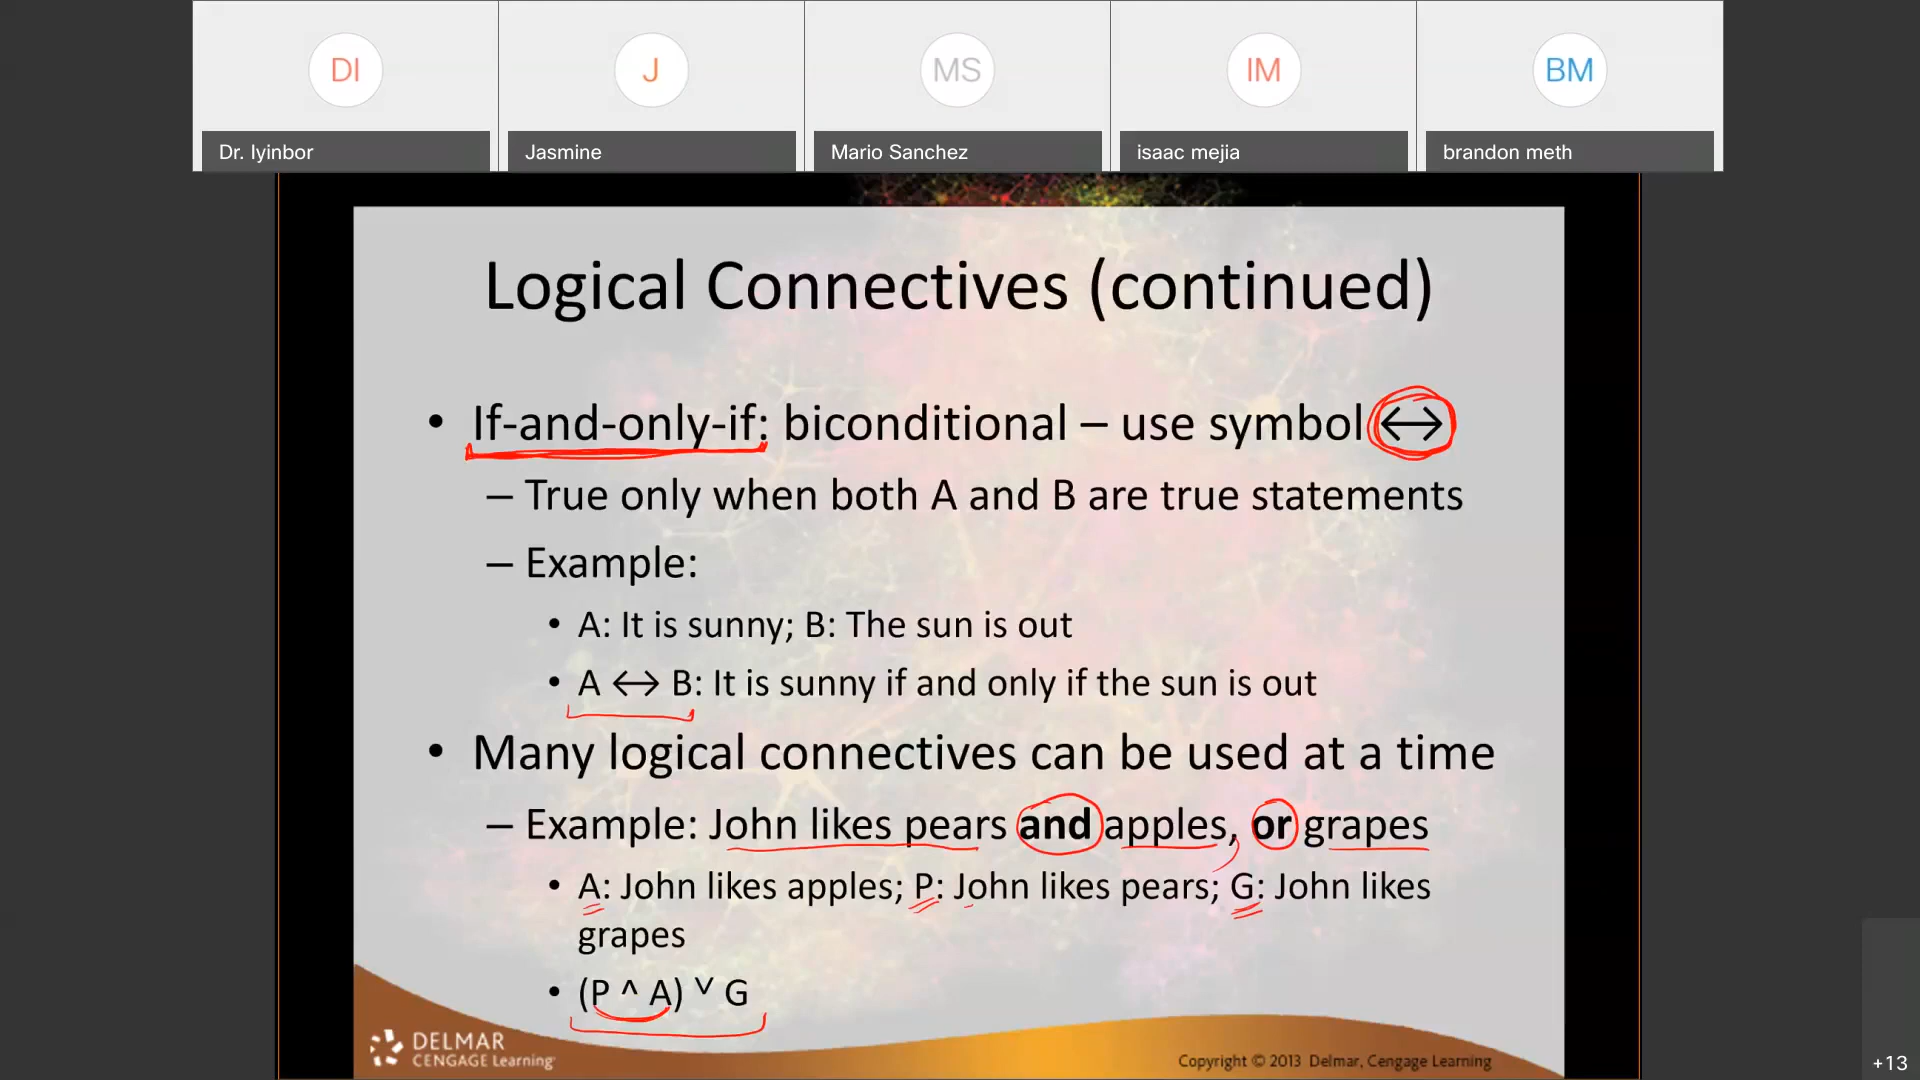 DI
J
MS
IM
BM
Dr. Iyinbor
Jasmine
Mario Sanchez
isaac mejia
brandon meth
Logical Connectives (continued)
• If-and-only-if: biconditional – use symbol ↔
– True only when both A and B are true statements
– Example:
• A: It is sunny; B: The sun is out
• A ↔ B: It is sunny if and only if the sun is out
• Many logical connectives can be used at a time
– Example: John likes pears and apples, or grapes
• A: John likes apples; P: John likes pears; G: John likes
grapes
• (P ^ A) ˅ G
DELMAR
CENGAGE Learning
Copyright © 2013 Delmar, Cengage Learning
+13